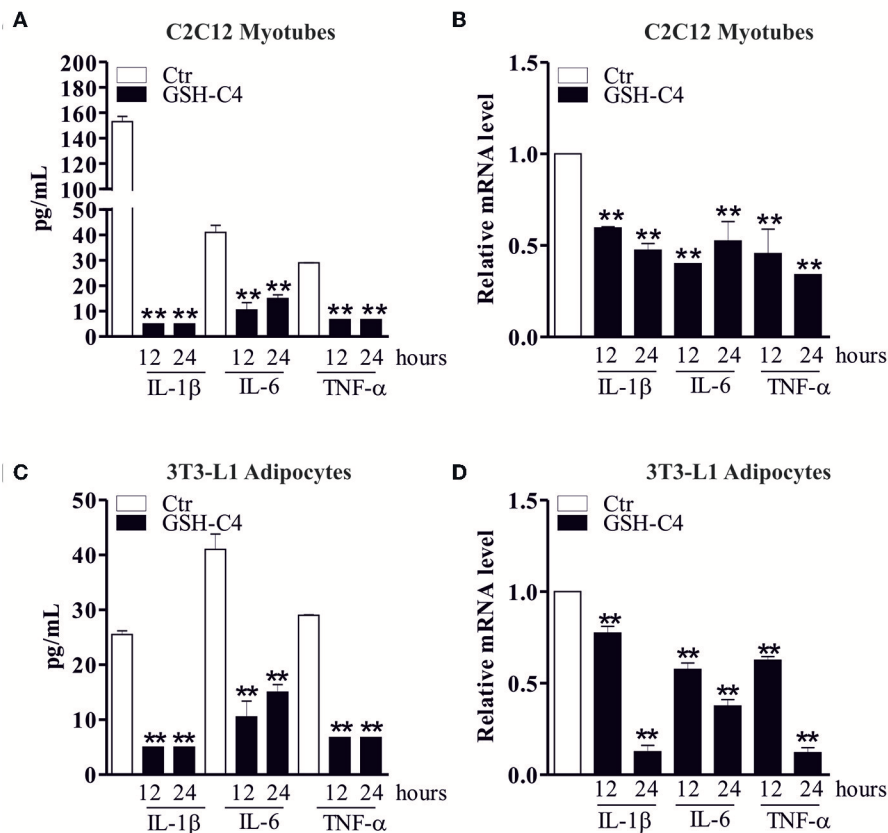 A
C2C12 Myotubes
pg/mL
200
180
160
140
120
100
50
40
30
20
10
0
Ctr
GSH-C4
** ** ** ** ** **
12 24 12 24 12 24 hours
IL-1β IL-6 TNF-α
B
C2C12 Myotubes
Relative mRNA level
1.5
1.0
0.5
0.0
Ctr
GSH-C4
** ** ** ** ** **
12 24 12 24 12 24 hours
IL-1β IL-6 TNF-α
C
3T3-L1 Adipocytes
pg/mL
50
40
30
20
10
0
Ctr
GSH-C4
** ** ** ** ** **
12 24 12 24 12 24 hours
IL-1β IL-6 TNF-α
D
3T3-L1 Adipocytes
Relative mRNA level
1.5
1.0
0.5
0.0
Ctr
GSH-C4
** ** ** ** ** **
12 24 12 24 12 24 hours
IL-1β IL-6 TNF-α